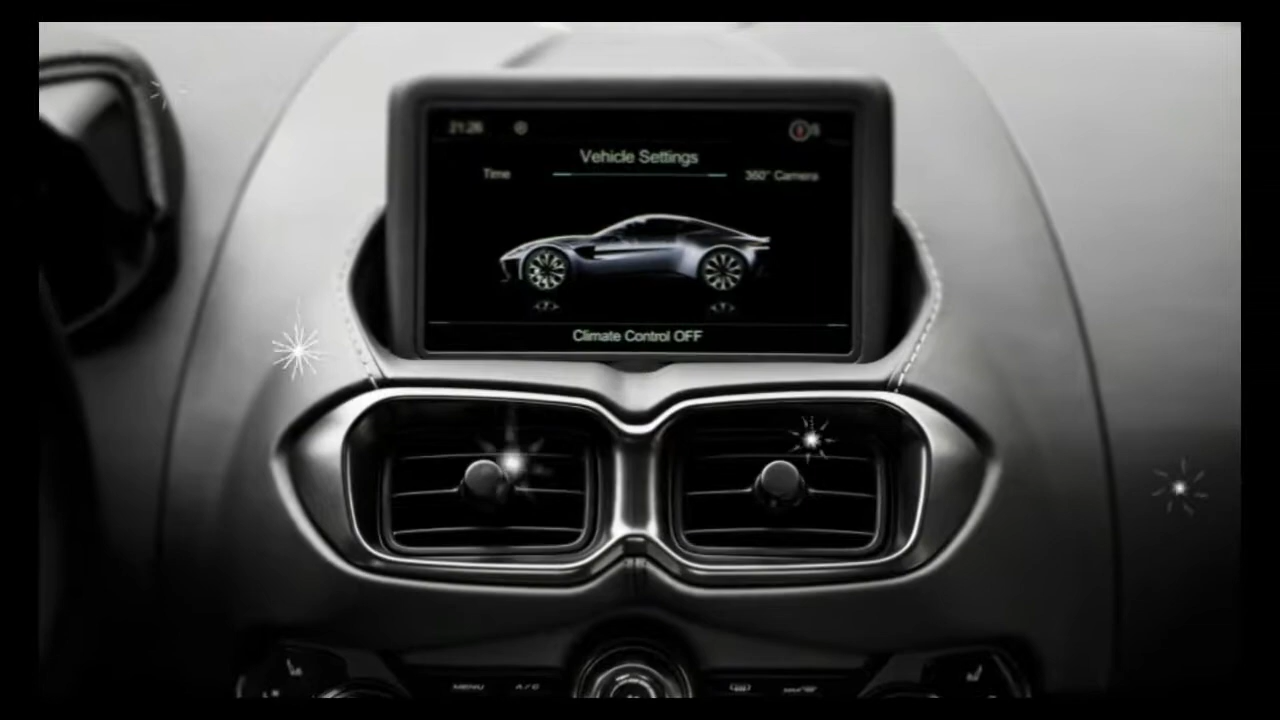 21:26
Vehicle Settings
Time 360° Camera
Climate Control OFF
MENU A/C